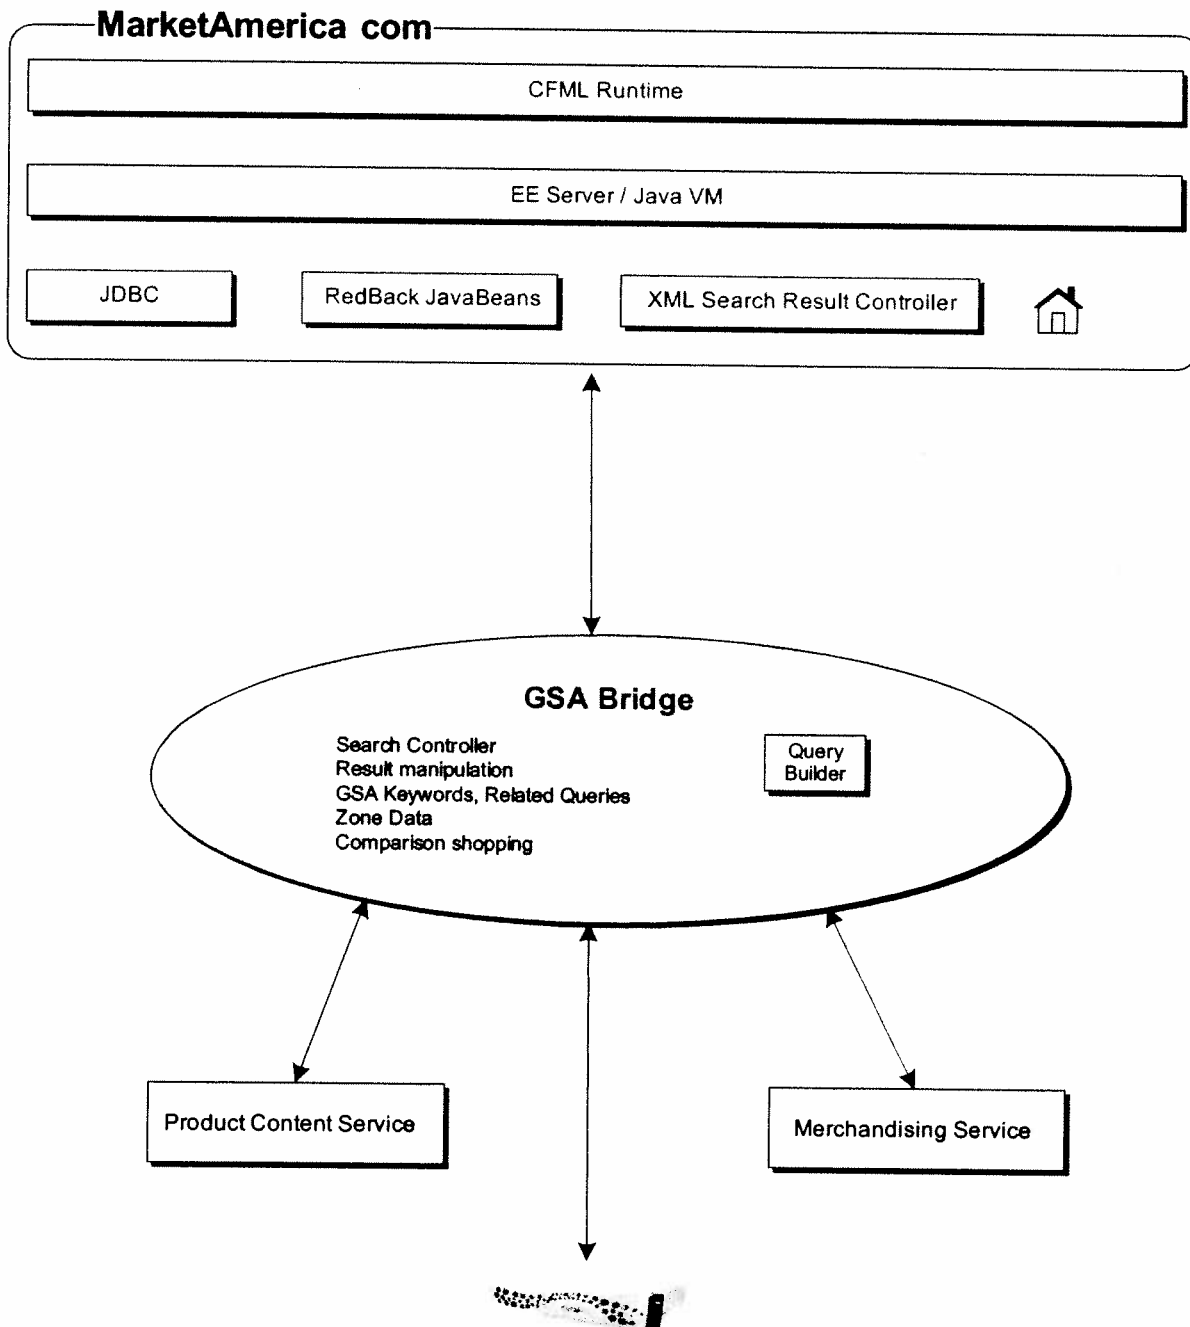 MarketAmerica com
CFML Runtime
EE Server / Java VM
JDBC
RedBack JavaBeans
XML Search Result Controller
GSA Bridge
Search Controller
Result manipulation
GSA Keywords, Related Queries
Zone Data
Comparison shopping
Query
Builder
Product Content Service
Merchandising Service